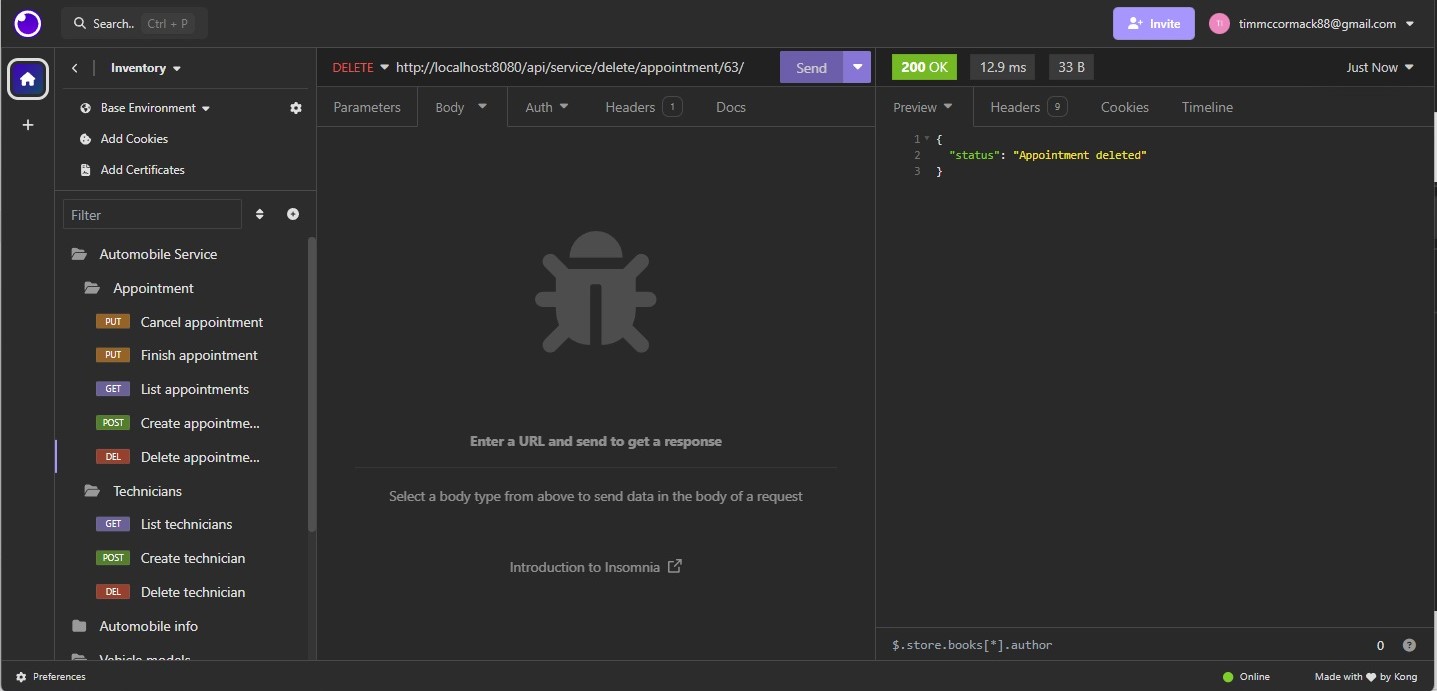 Search.. Ctrl + P
Invite
TI
timmccormack88@gmail.com
Inventory
Base Environment
Add Cookies
Add Certificates
Filter
Automobile Service
Appointment
PUT Cancel appointment
PUT Finish appointment
GET List appointments
POST Create appointme...
DEL Delete appointme...
Technicians
GET List technicians
POST Create technician
DEL Delete technician
Automobile info
Vehicle models
DELETE http://localhost:8080/api/service/delete/appointment/63/ Send
Parameters Body Auth Headers 1 Docs
Enter a URL and send to get a response
Select a body type from above to send data in the body of a request
Introduction to Insomnia
200 OK 12.9 ms 33 B Just Now
Preview Headers 9 Cookies Timeline
1 {
2 "status": "Appointment deleted"
3 }
$.store.books[*].author 0 ?
Preferences
Online
Made with ♥ by Kong